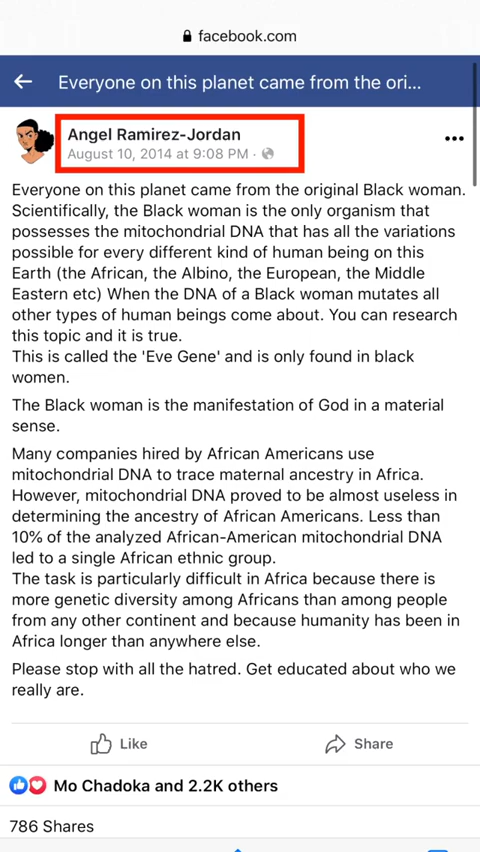 facebook.com
Everyone on this planet came from the ori...
Angel Ramirez-Jordan
August 10, 2014 at 9:08 PM ·
Everyone on this planet came from the original Black woman.
Scientifically, the Black woman is the only organism that
possesses the mitochondrial DNA that has all the variations
possible for every different kind of human being on this
Earth (the African, the Albino, the European, the Middle
Eastern etc) When the DNA of a Black woman mutates all
other types of human beings come about. You can research
this topic and it is true.
This is called the 'Eve Gene' and is only found in black
women.
The Black woman is the manifestation of God in a material
sense.
Many companies hired by African Americans use
mitochondrial DNA to trace maternal ancestry in Africa.
However, mitochondrial DNA proved to be almost useless in
determining the ancestry of African Americans. Less than
10% of the analyzed African-American mitochondrial DNA
led to a single African ethnic group.
The task is particularly difficult in Africa because there is
more genetic diversity among Africans than among people
from any other continent and because humanity has been in
Africa longer than anywhere else.
Please stop with all the hatred. Get educated about who we
really are.
Like
Share
Mo Chadoka and 2.2K others
786 Shares